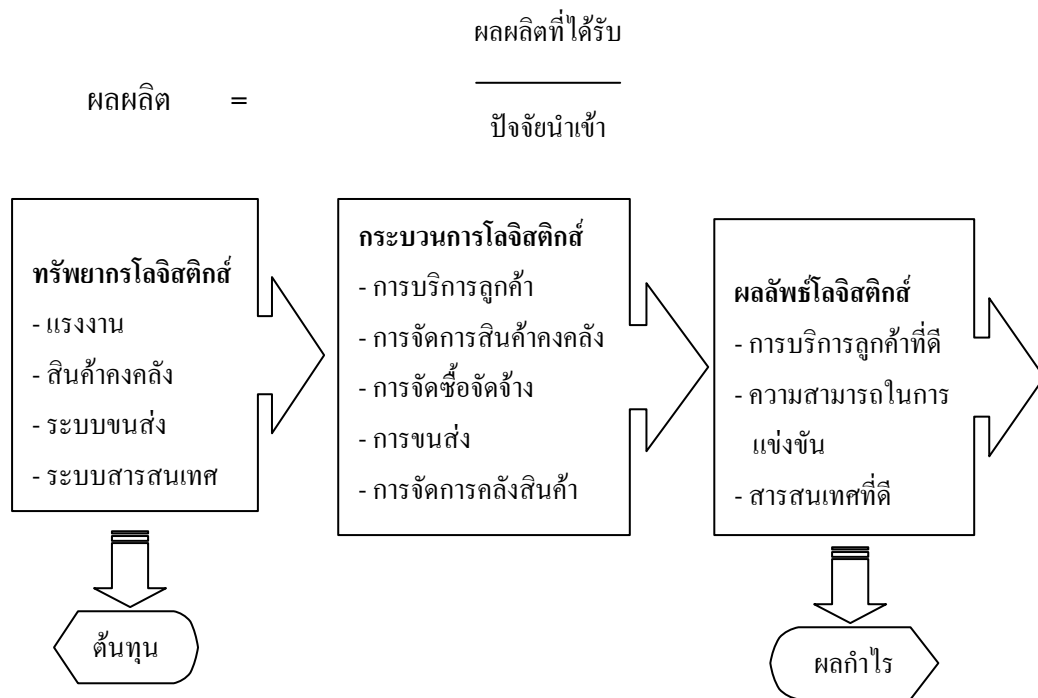 ผลผลิตที่ได้รับ
ผลผลิต =
ปัจจัยนำเข้า
ทรัพยากรโลจิสติกส์
- แรงงาน
- สินค้าคงคลัง
- ระบบขนส่ง
- ระบบสารสนเทศ
ต้นทุน
กระบวนการโลจิสติกส์
- การบริการลูกค้า
- การจัดการสินค้าคงคลัง
- การจัดซื้อจัดจ้าง
- การขนส่ง
- การจัดการคลังสินค้า
ผลลัพธ์โลจิสติกส์
- การบริการลูกค้าที่ดี
- ความสามารถในการ
แข่งขัน
- สารสนเทศที่ดี
ผลกำไร